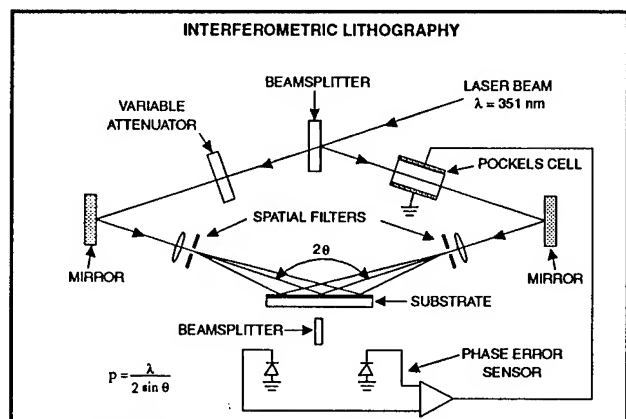 INTERFEROMETRIC LITHOGRAPHY
BEAMSPLITTER
LASER BEAM
λ = 351 nm
VARIABLE
ATTENUATOR
POCKELS CELL
SPATIAL FILTERS
2θ
MIRROR
MIRROR
SUBSTRATE
BEAMSPLITTER
PHASE ERROR
SENSOR
p = λ / 2 sin θ